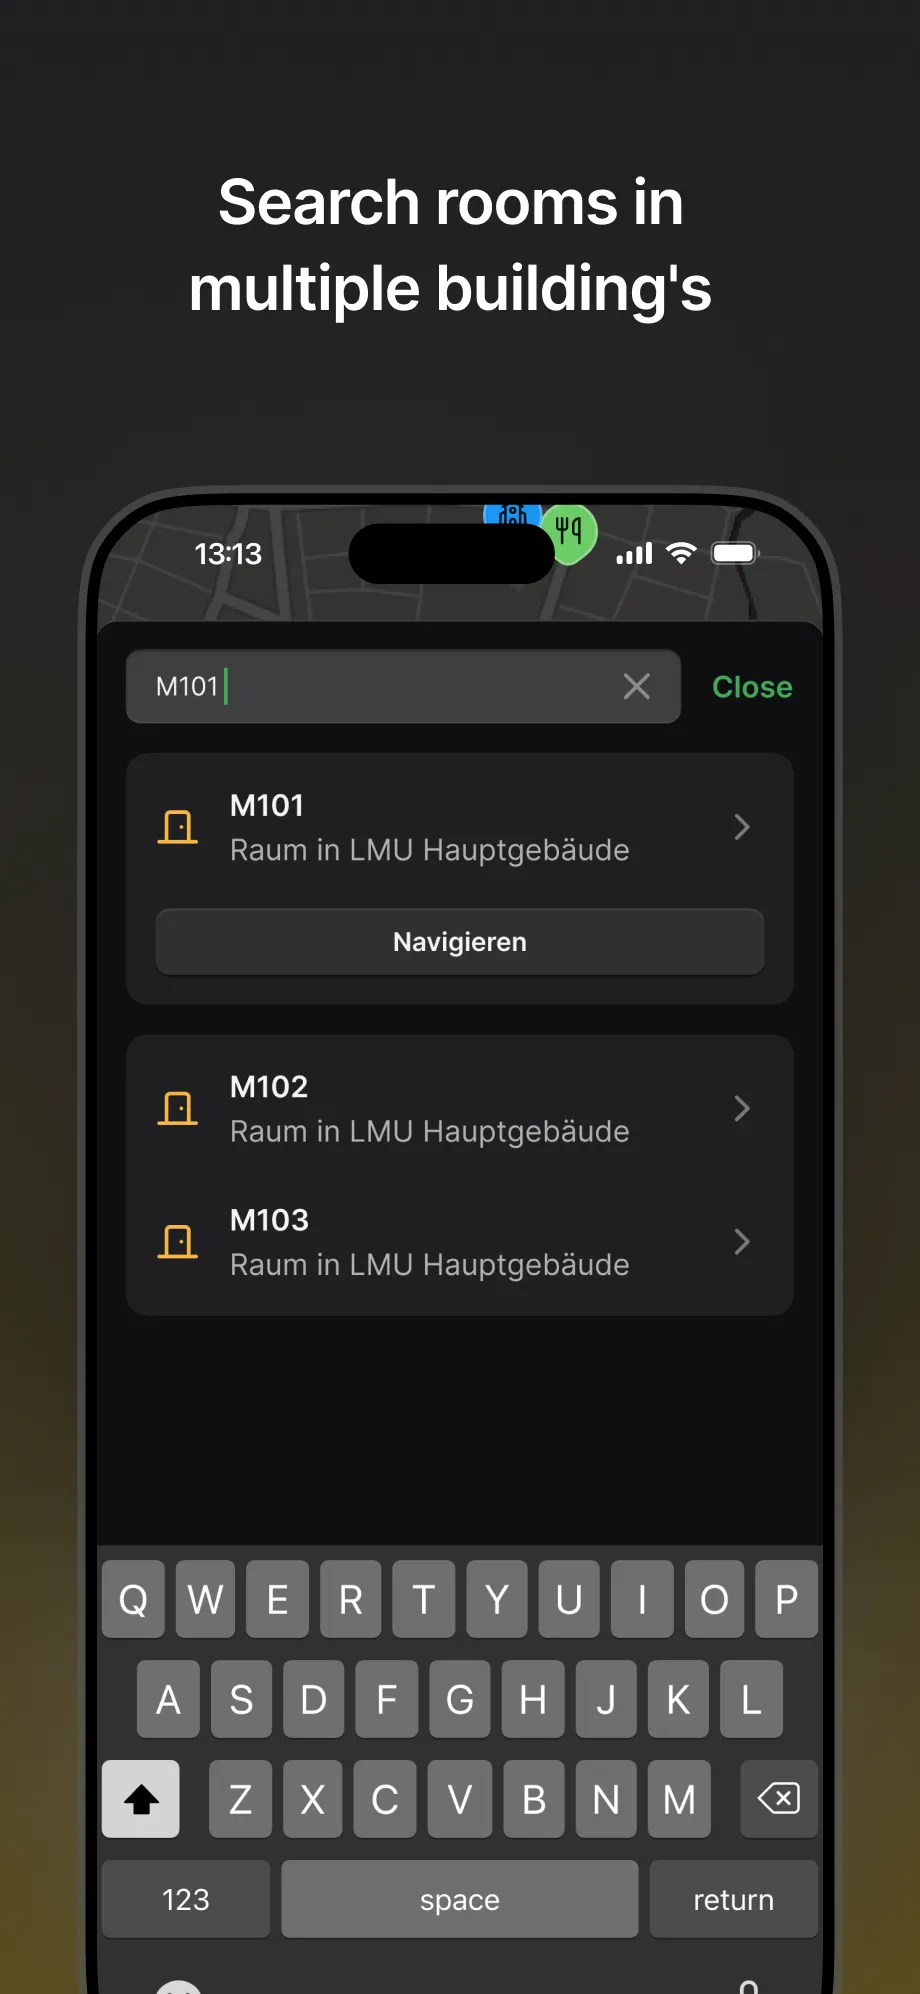 Search rooms in
multiple building's
13:13
M101
Close
M101
Raum in LMU Hauptgebäude
Navigieren
M102
Raum in LMU Hauptgebäude
M103
Raum in LMU Hauptgebäude
Q W E R T Y U I O P
A S D F G H J K L
Z X C V B N M
123 space return